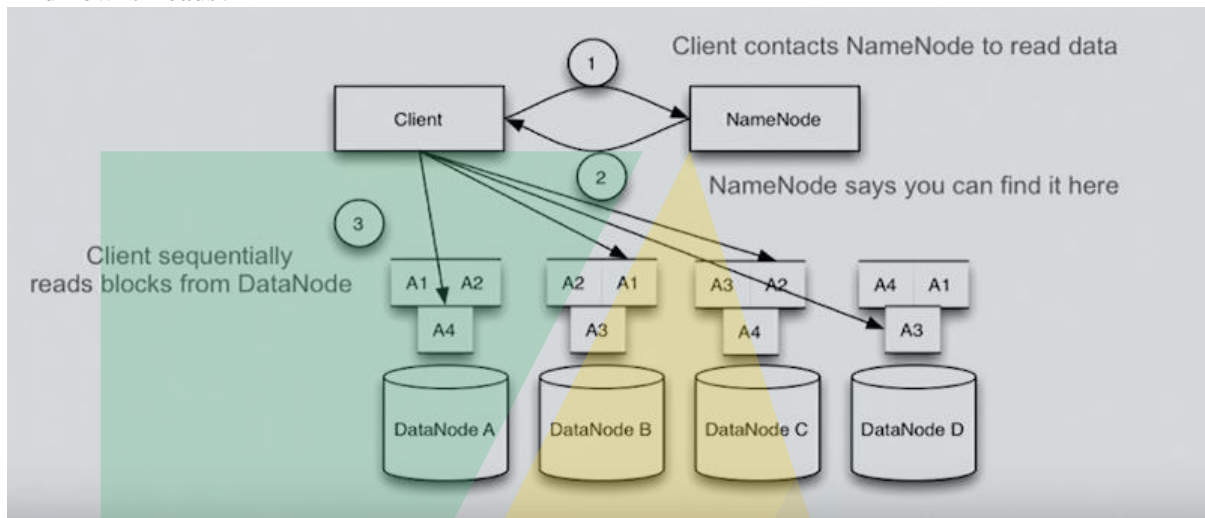 1
Client contacts NameNode to read data
Client
NameNode
2
NameNode says you can find it here
3
Client sequentially
reads blocks from DataNode
A1 A2
A4
A2 A1
A3
A3 A2
A4
A4 A1
A3
DataNode A
DataNode B
DataNode C
DataNode D